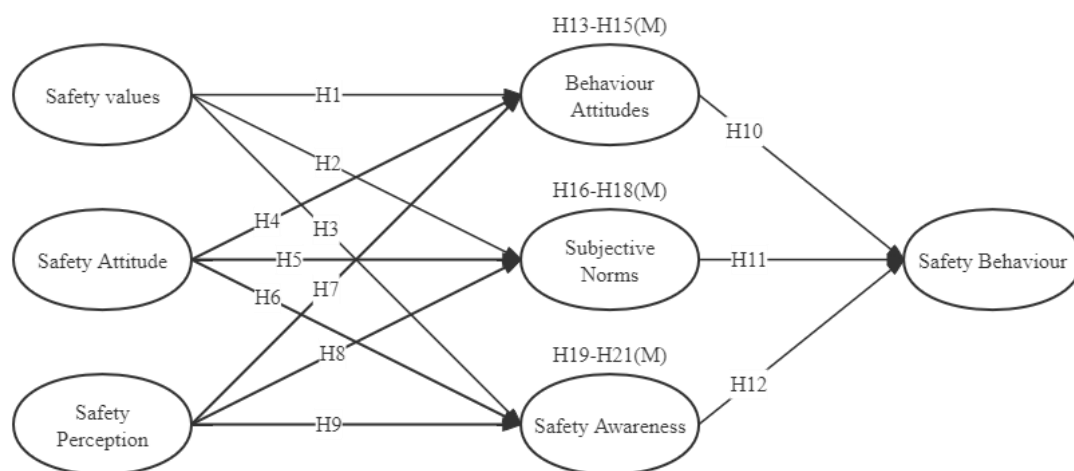 H13-H15(M)
Safety values
H1
Behaviour
Attitudes
H10
H2
H16-H18(M)
H4
H3
Safety Attitude
H5
Subjective
Norms
H11
Safety Behaviour
H6
H7
H8
H19-H21(M)
H12
Safety
Perception
H9
Safety Awareness